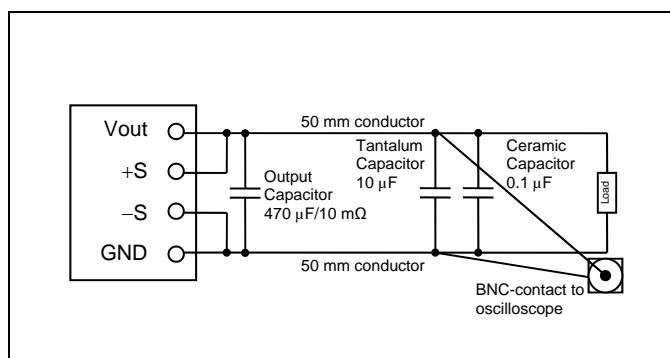 50 mm conductor
Vout
+S
−S
GND
Output
Capacitor
470 μF/10 mΩ
Tantalum
Capacitor
10 μF
Ceramic
Capacitor
0.1 μF
Load
50 mm conductor
BNC-contact to
oscilloscope